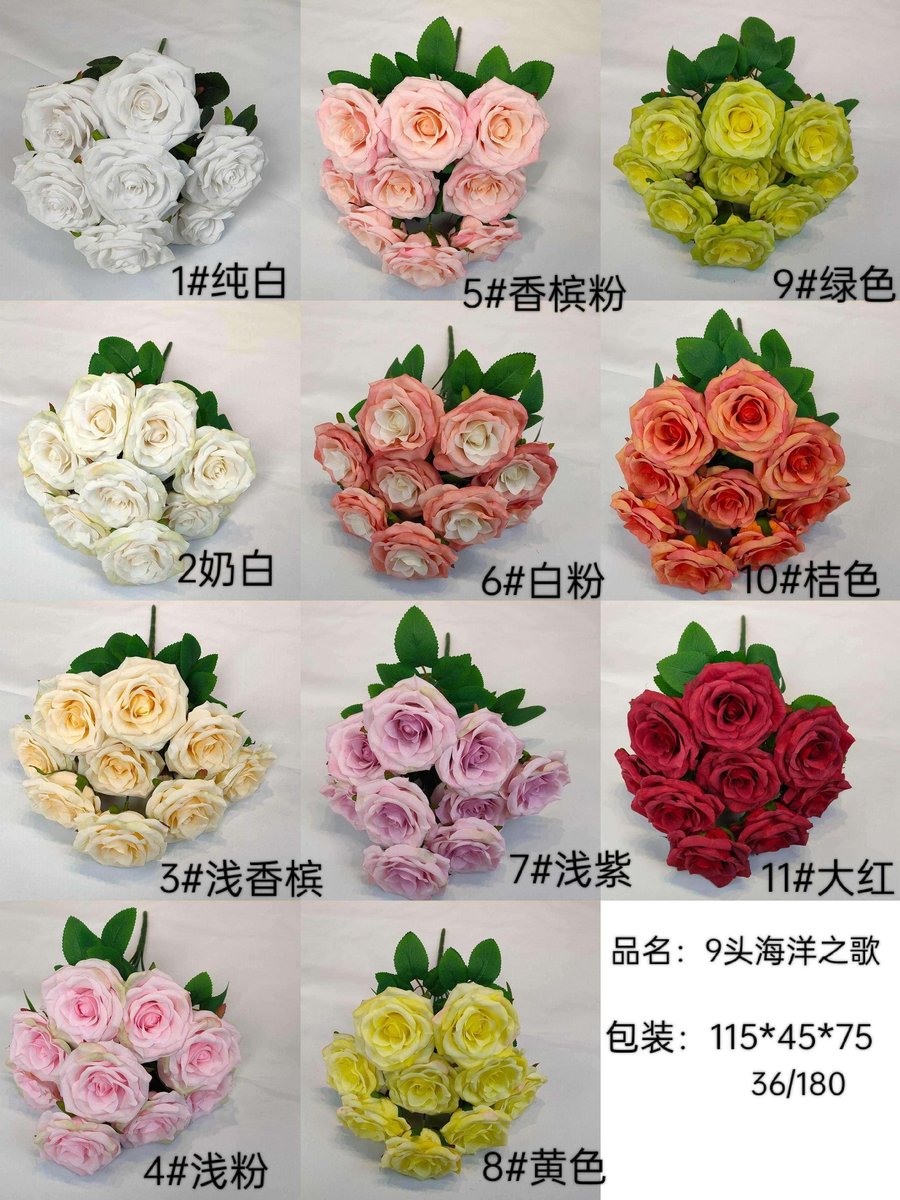 1#纯白
5#香槟粉
9#绿色
2奶白
6#白粉
10#桔色
3#浅香槟
7#浅紫
11#大红
4#浅粉
8#黄色
品名：9头海洋之歌
包装：115*45*75
36/180